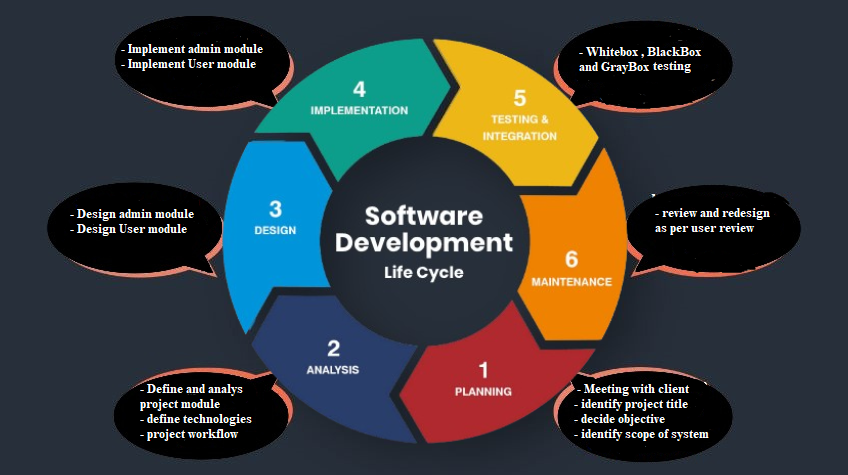 - Implement admin module
- Implement User module
4
IMPLEMENTATION
5
TESTING &
INTEGRATION
- Whitebox , BlackBox
and GrayBox testing
- Design admin module
- Design User module
3
DESIGN
Software
Development
Life Cycle
6
MAINTENANCE
- review and redesign
as per user review
- Define and analys
project module
- define technologies
- project workflow
2
ANALYSIS
1
PLANNING
- Meeting with client
- identify project title
- decide objective
- identify scope of system